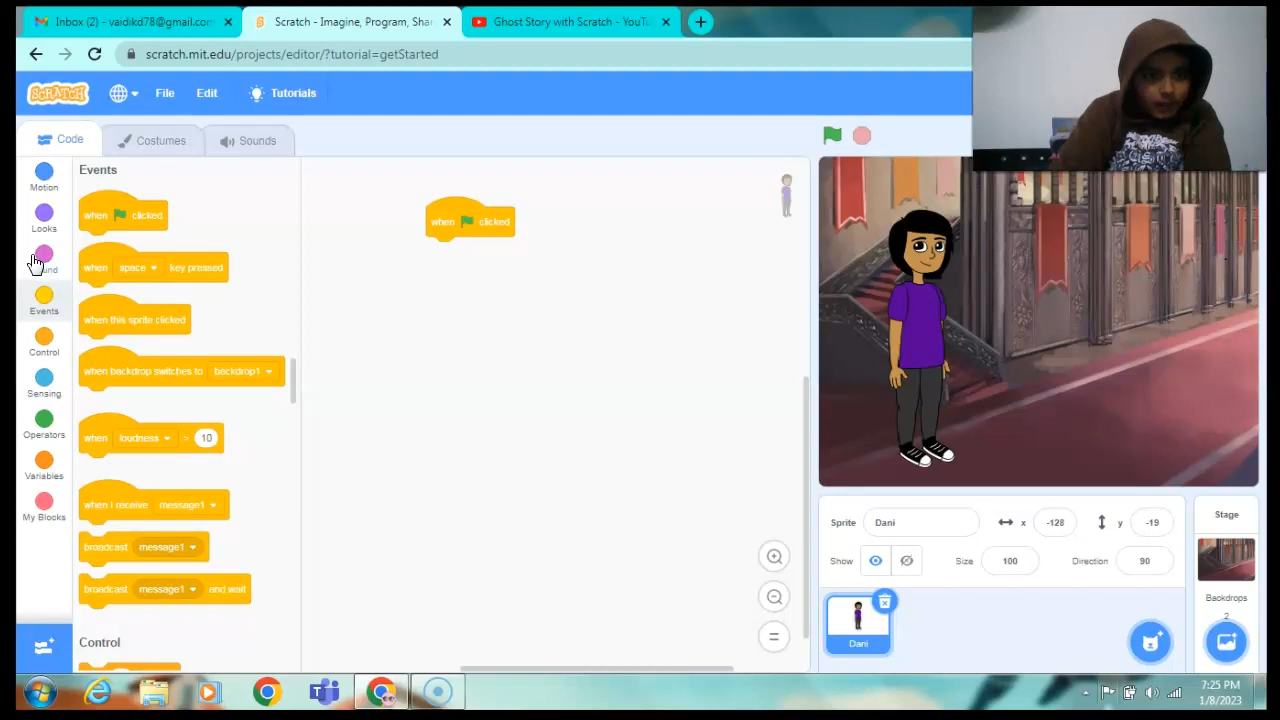 Inbox (2) - vaidikd78@gmail.com
Scratch - Imagine, Program, Sha
Ghost Story with Scratch - YouTu
scratch.mit.edu/projects/editor/?tutorial=getStarted
SCRATCH
File
Edit
Tutorials
Code
Costumes
Sounds
Motion
Looks
Events
Control
Sensing
Operators
Variables
My Blocks
Events
when clicked
when space key pressed
when this sprite clicked
when backdrop switches to backdrop1
when loudness > 10
when I receive message1
broadcast message1
broadcast message1 and wait
Control
when clicked
Sprite Dani x -128 y -19
Show Size 100 Direction 90
Dani
Stage
Backdrops
2
7:25 PM
1/8/2023